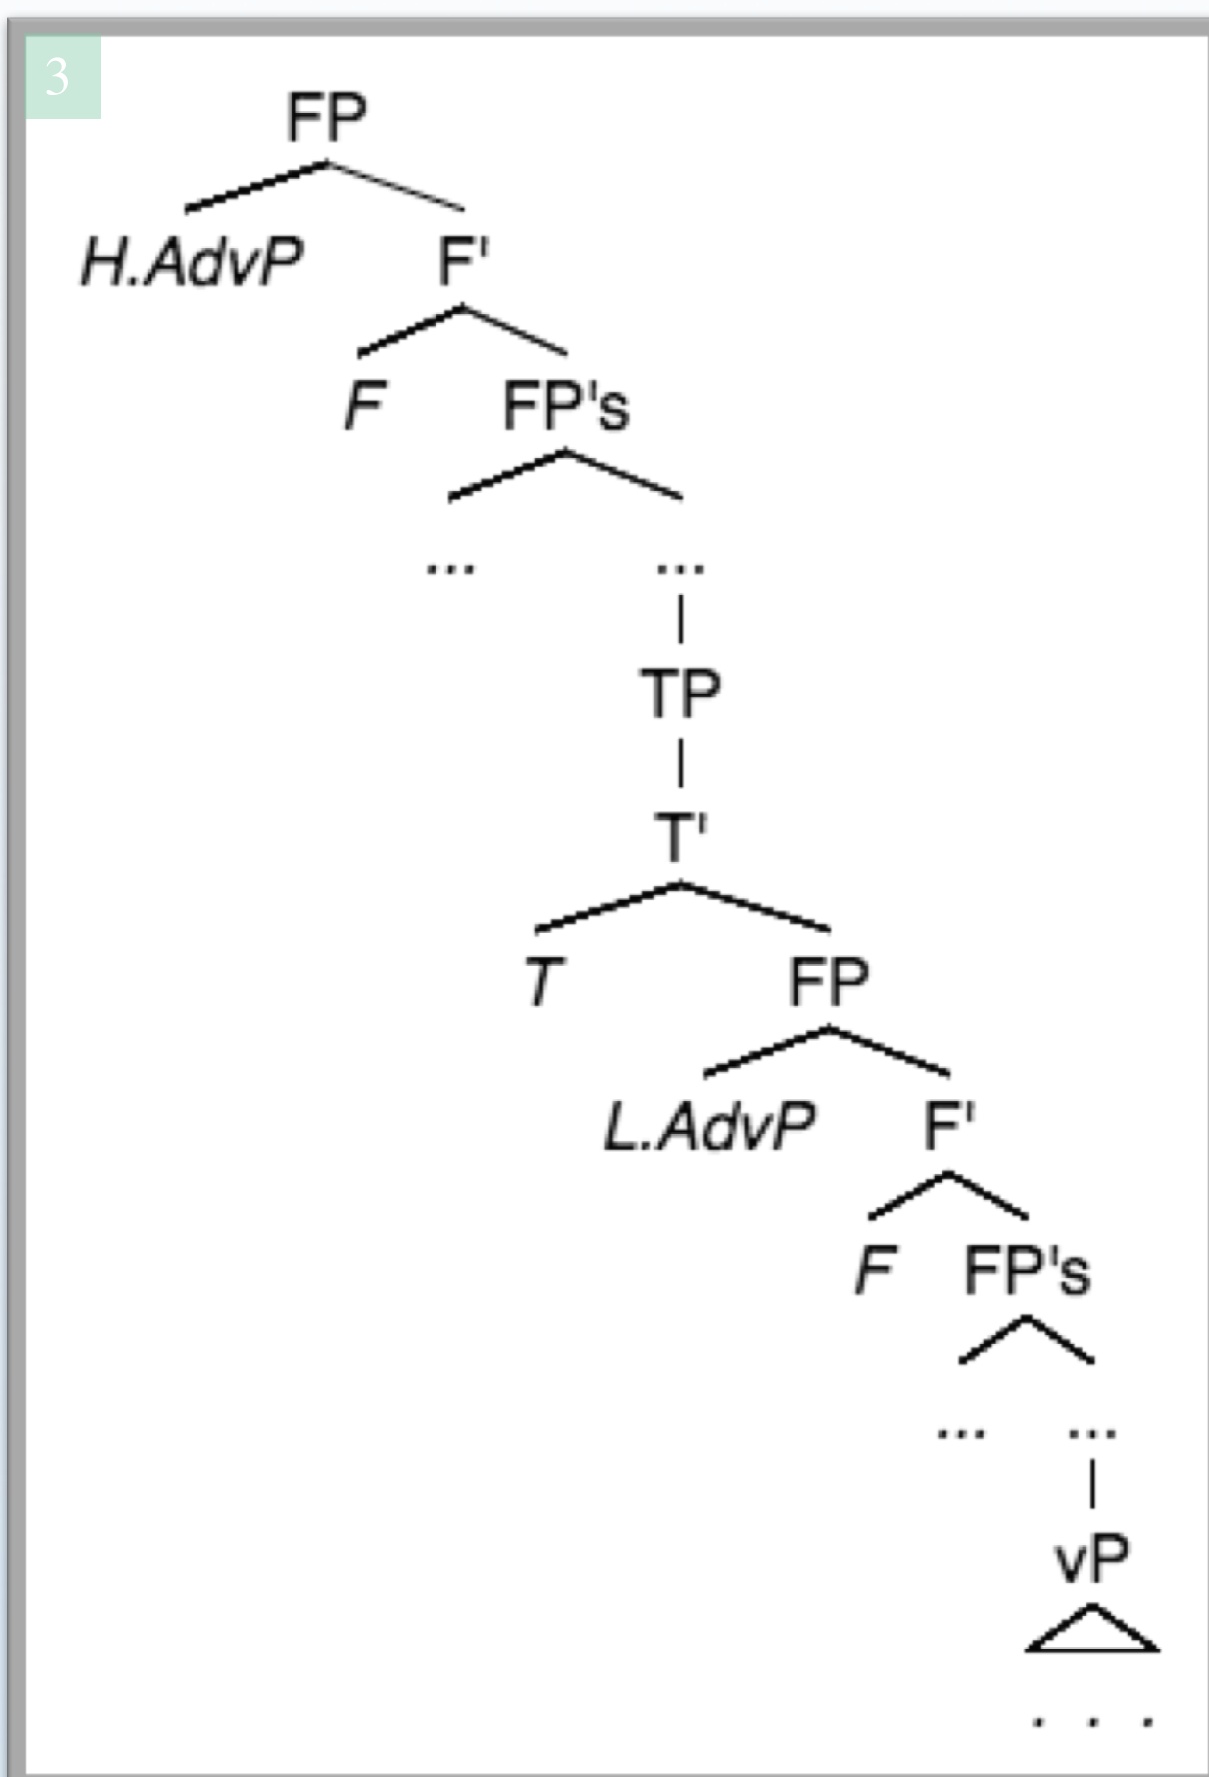 3
FP
H.AdvP F'
F FP's
... ...
TP
T'
T FP
L.AdvP F'
F FP's
... ...
vP
. . .